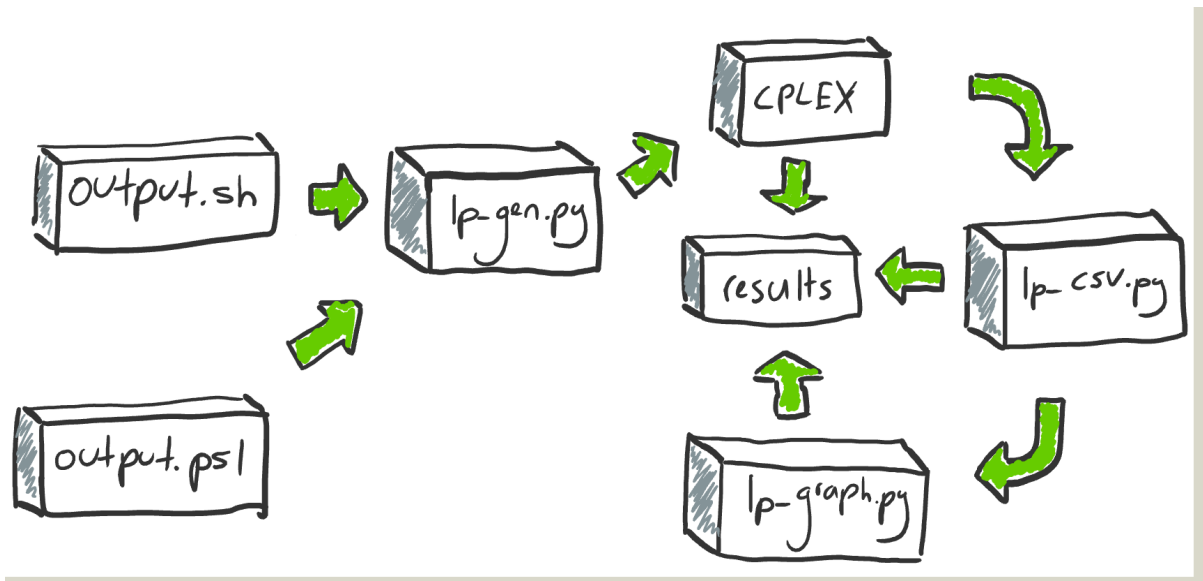 output.sh
output.ps1
lp-gen.py
CPLEX
results
lp-csv.py
lp-graph.py